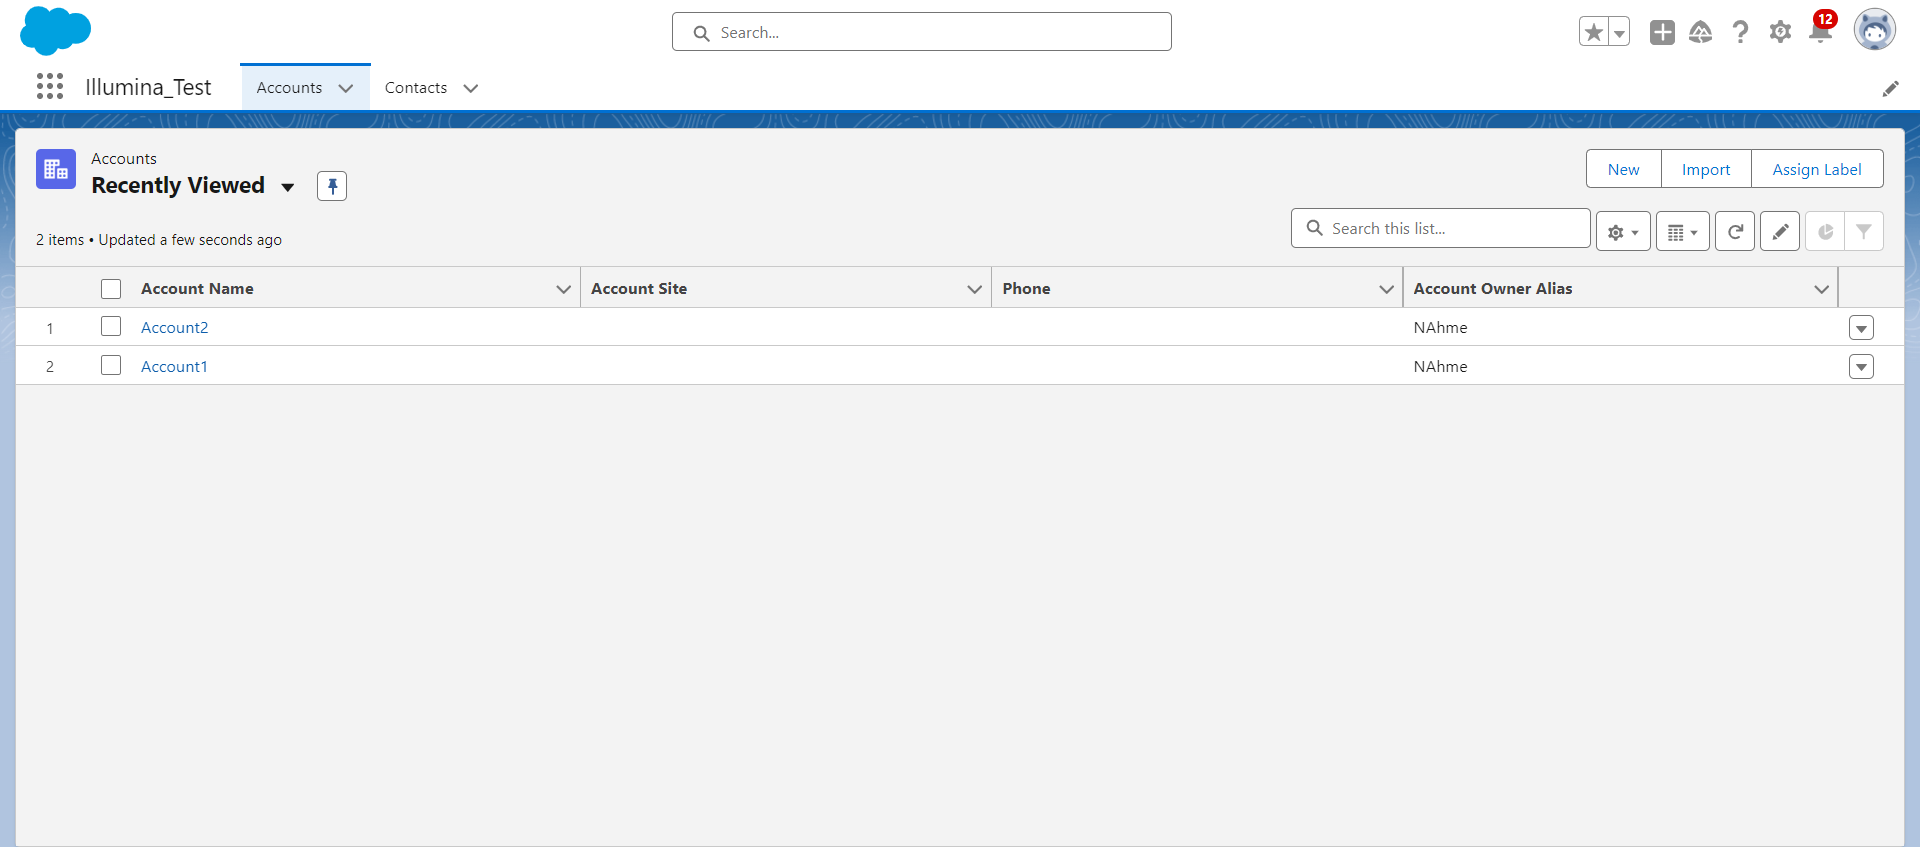 Search...
12
Illumina_Test
Accounts
Contacts
Accounts
Recently Viewed
New
Import
Assign Label
2 items • Updated a few seconds ago
Search this list...
Account Name
Account Site
Phone
Account Owner Alias
1
Account2
NAhme
2
Account1
NAhme